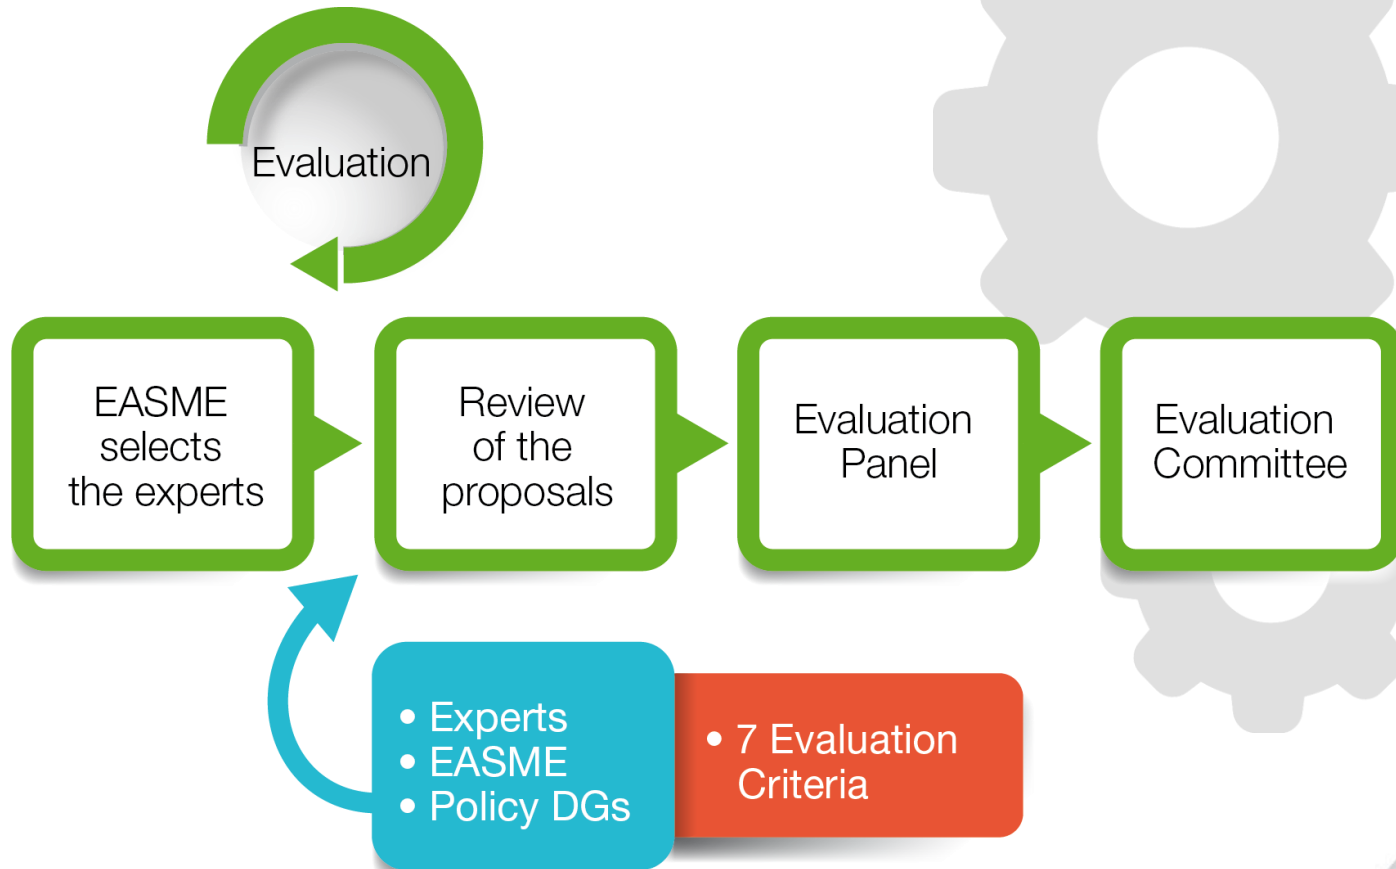 Evaluation
EASME
selects
the experts
Review
of the
proposals
Evaluation
Panel
Evaluation
Committee
• Experts
• EASME
• Policy DGs
• 7 Evaluation
Criteria